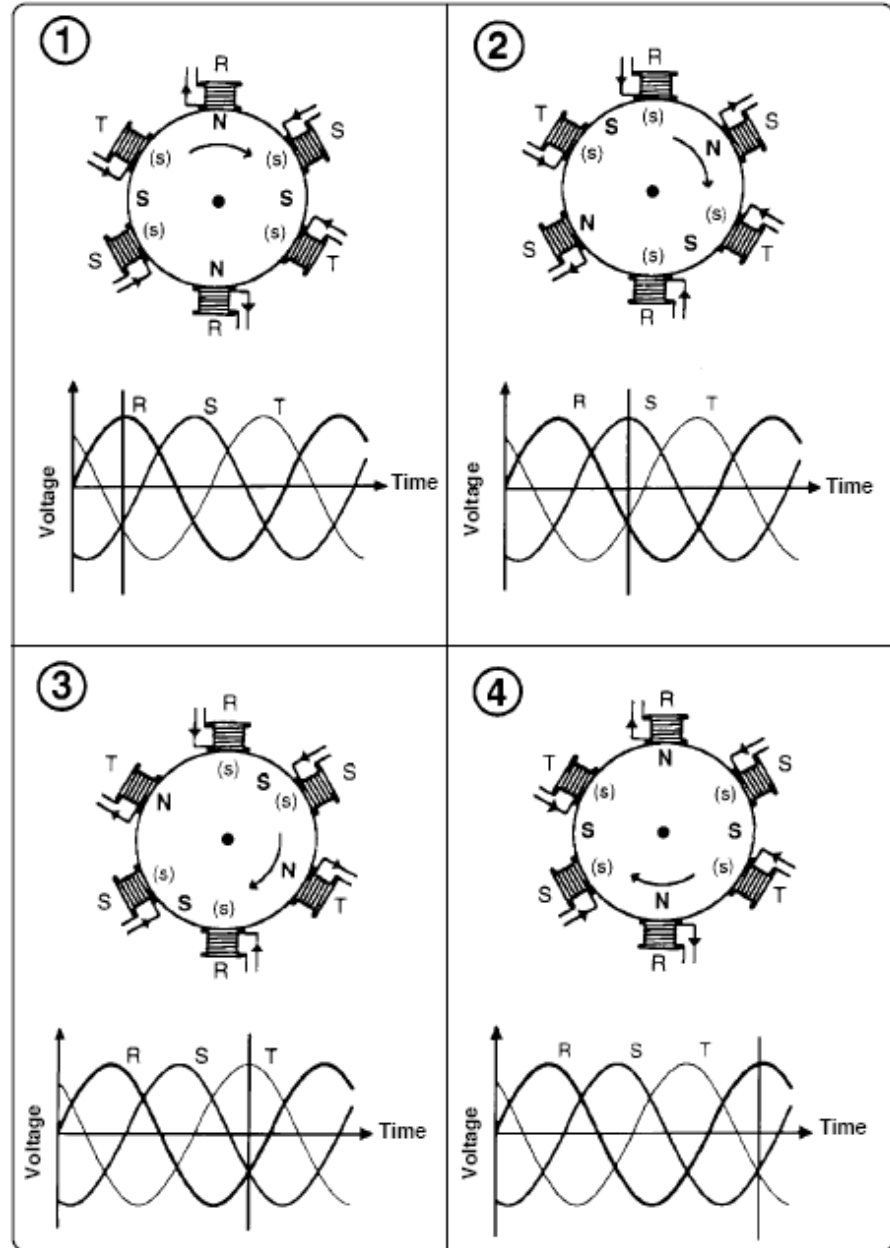 1
R
T N S
(s) (s)
S S
(s) (s)
S N T
R
R S T
Time
Voltage
2
R
T S (s) S
N
(s) (s)
N S
S (s) T
R
R S T
Time
Voltage
3
R
T (s) S S
N (s)
(s) N
S S (s) T
R
R S T
Time
Voltage
4
R
T N S
(s) (s)
S S
(s) (s)
S N T
R
R S T
Time
Voltage